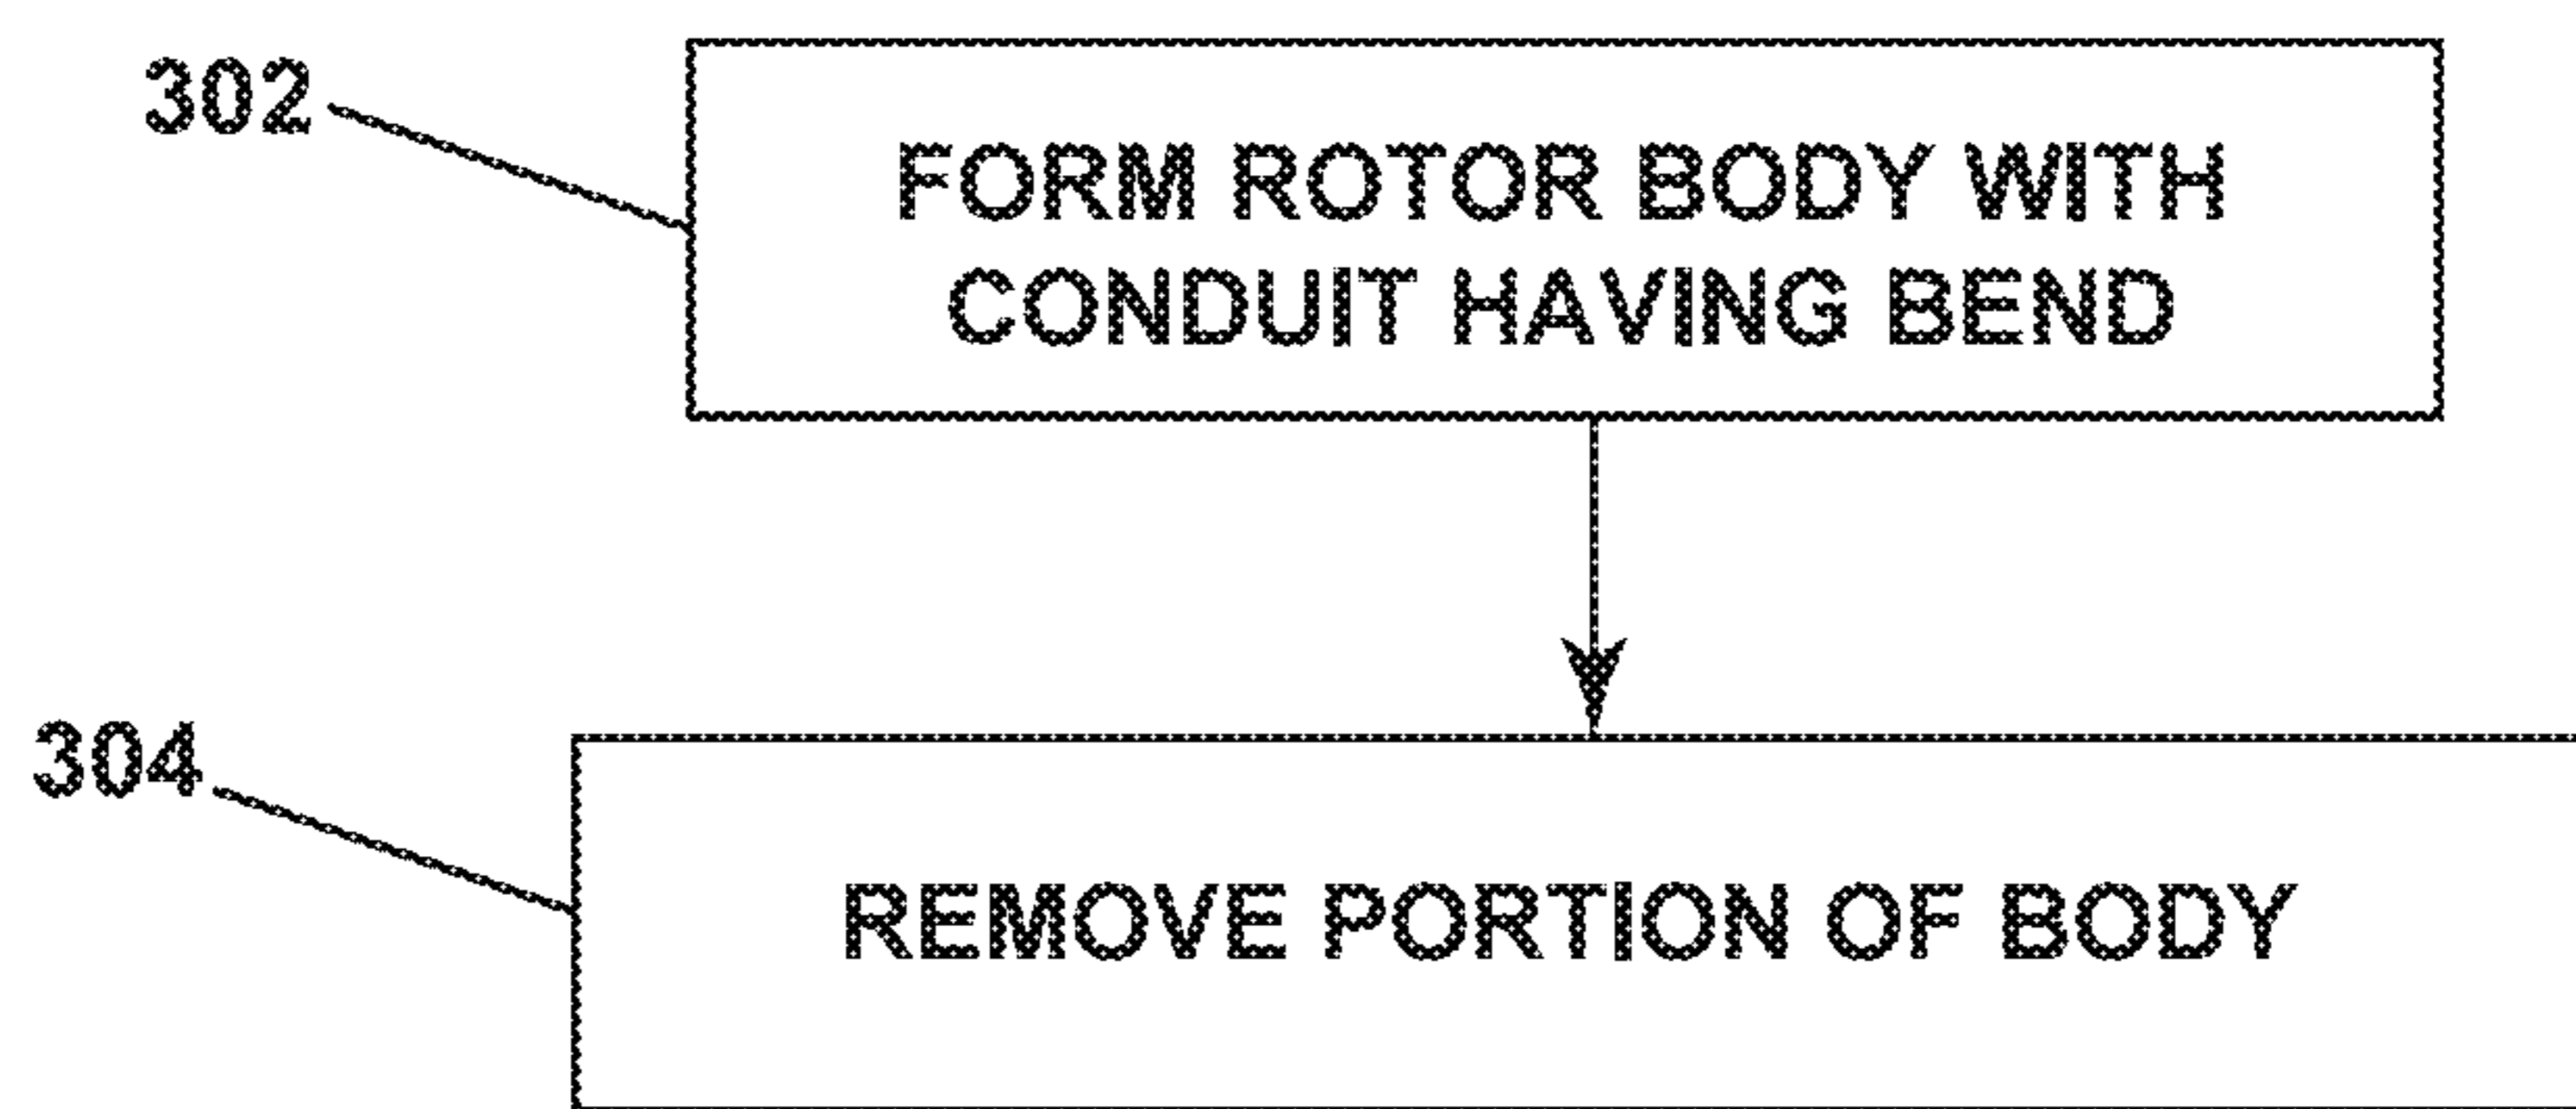 302
FORM ROTOR BODY WITH
CONDUIT HAVING BEND
304
REMOVE PORTION OF BODY